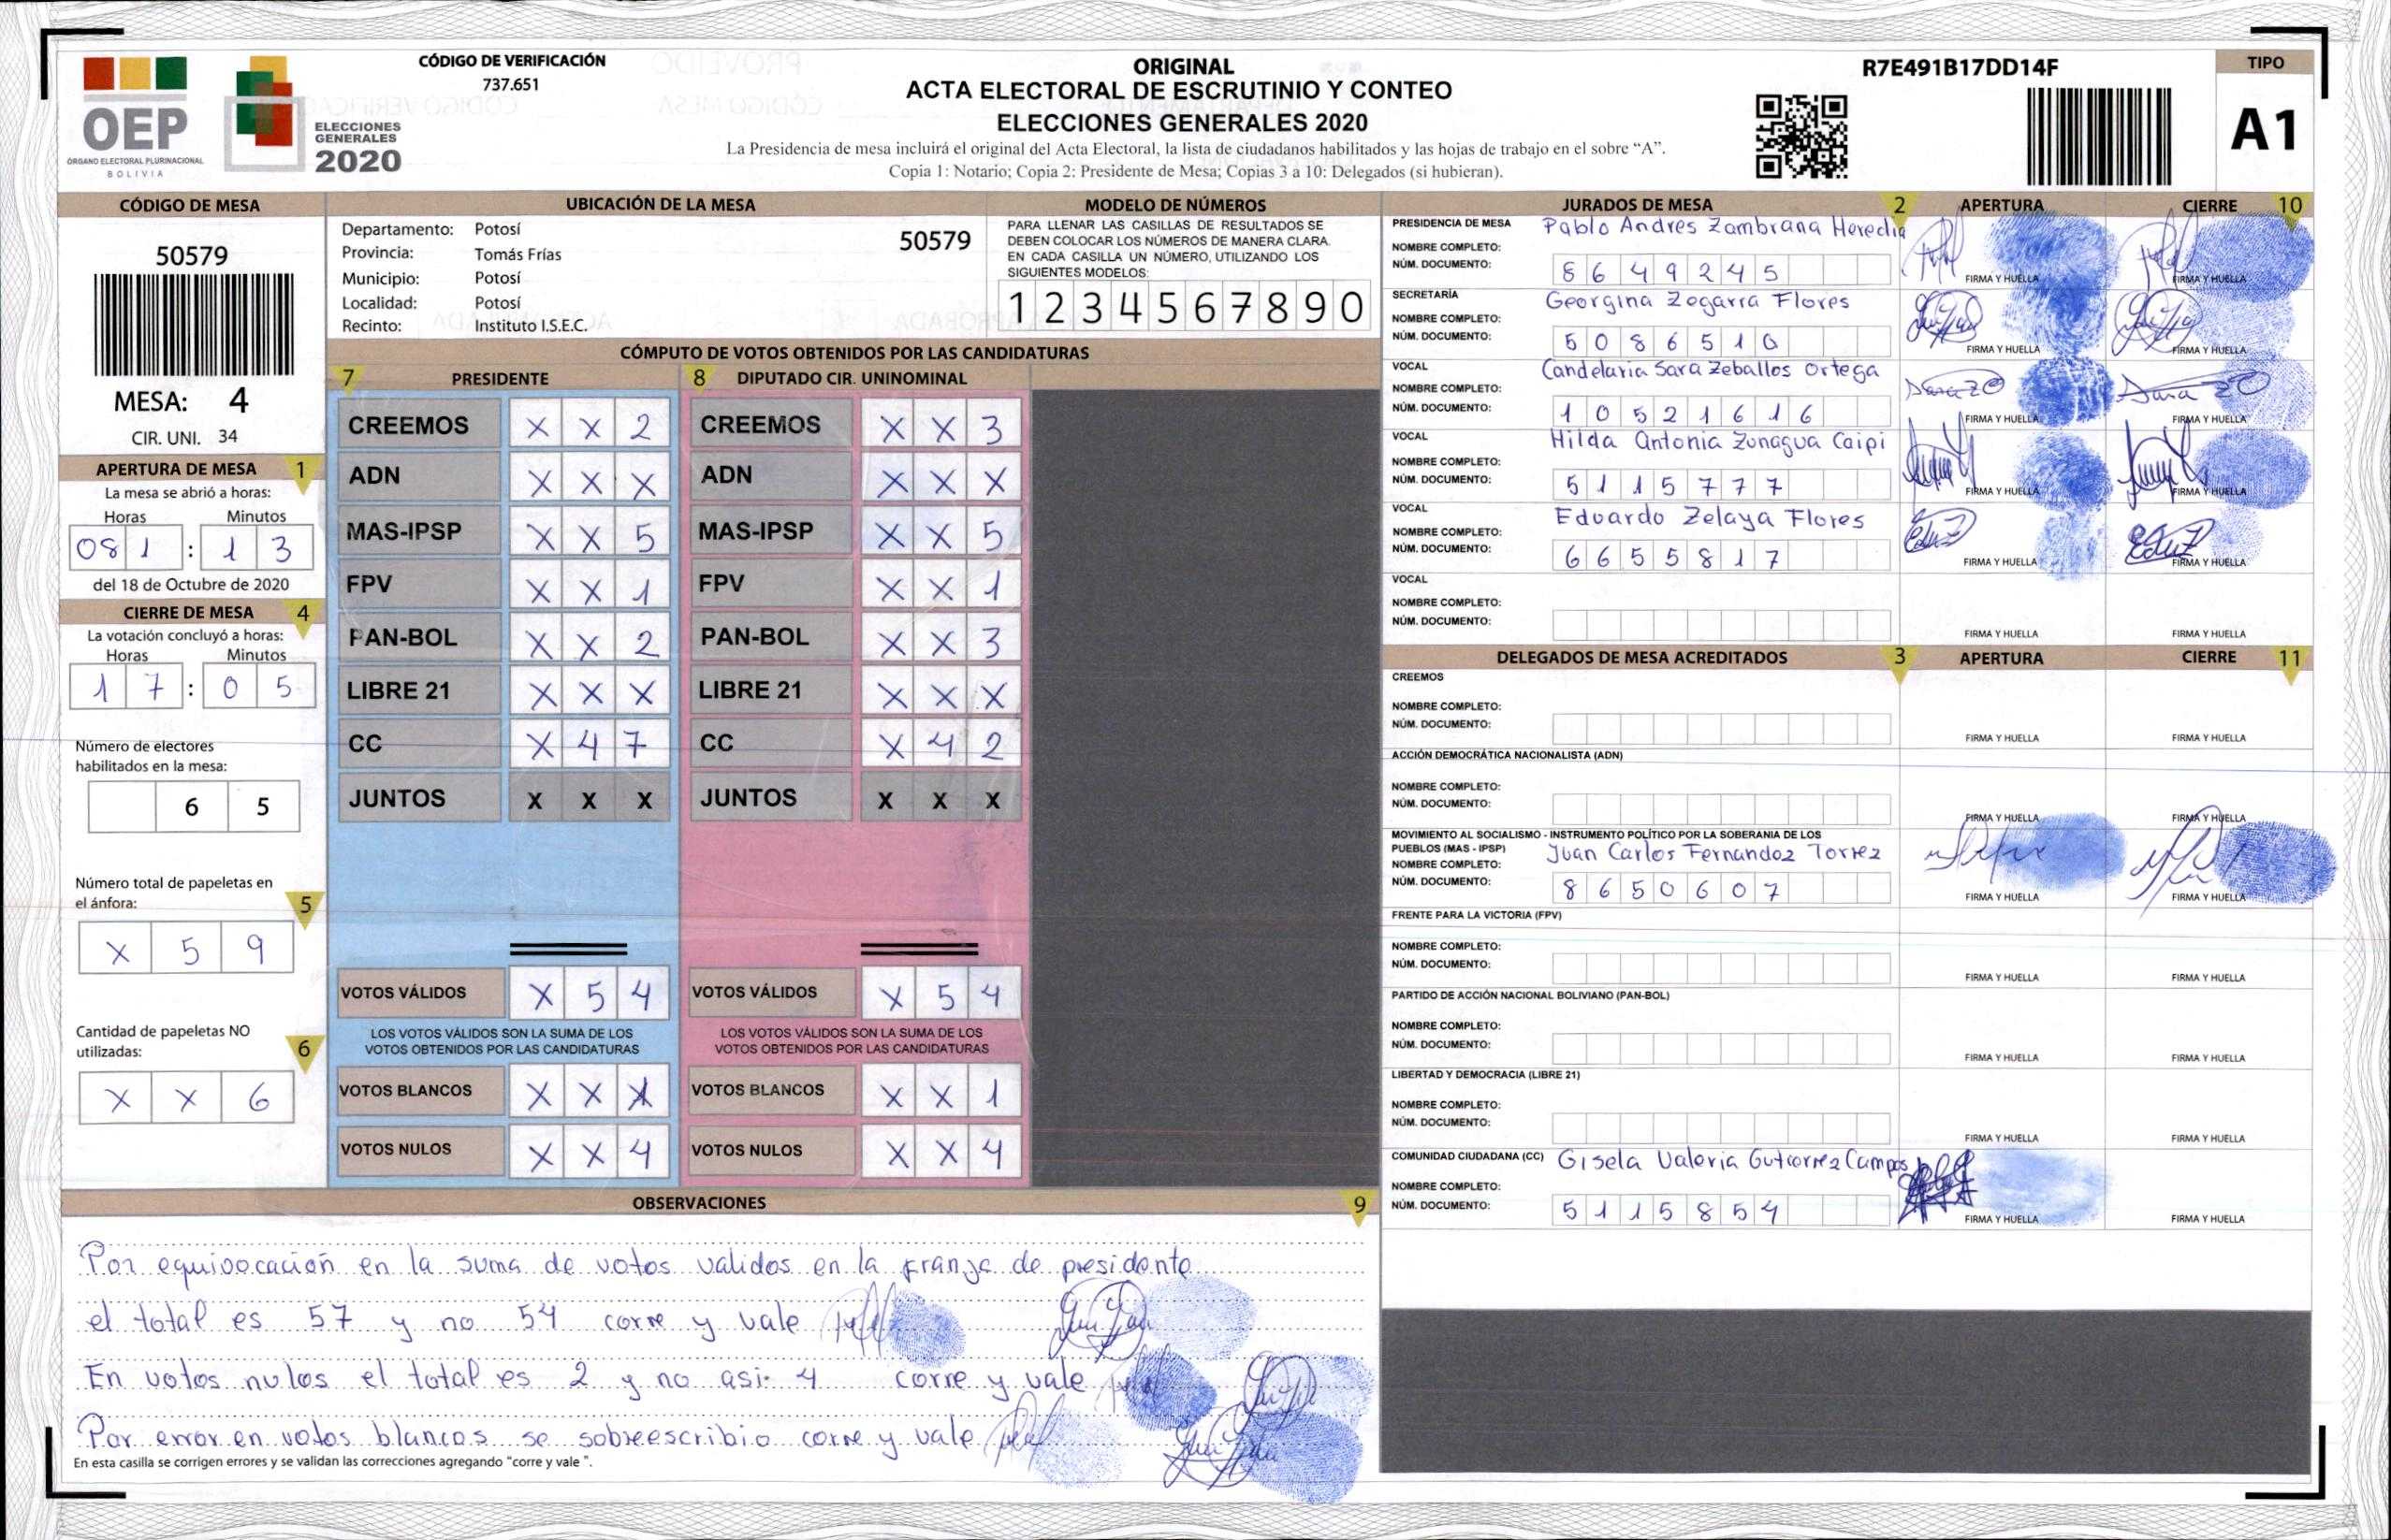 OEP
ÓRGANO ELECTORAL PLURINACIONAL
BOLIVIA
ELECCIONES
GENERALES
2020
CÓDIGO DE VERIFICACIÓN
737.651
ORIGINAL
ACTA ELECTORAL DE ESCRUTINIO Y CONTEO
ELECCIONES GENERALES 2020
La Presidencia de mesa incluirá el original del Acta Electoral, la lista de ciudadanos habilitados y las hojas de trabajo en el sobre “A”.
Copia 1: Notario; Copia 2: Presidente de Mesa; Copias 3 a 10: Delegados (si hubieran).
R7E491B17DD14F
TIPO
A1
CÓDIGO DE MESA
50579
MESA: 4
CIR. UNI. 34
APERTURA DE MESA 1
La mesa se abrió a horas:
Horas Minutos
08 1 : 1 3
del 18 de Octubre de 2020
CIERRE DE MESA 4
La votación concluyó a horas:
Horas Minutos
1 7 : 0 5
Número de electores
habilitados en la mesa:
6 5
Número total de papeletas en
el ánfora: 5
X 5 9
Cantidad de papeletas NO
utilizadas: 6
X X 6
UBICACIÓN DE LA MESA
Departamento: Potosí
50579
Provincia: Tomás Frías
Municipio: Potosí
Localidad: Potosí
Recinto: Instituto I.S.E.C.
MODELO DE NÚMEROS
PARA LLENAR LAS CASILLAS DE RESULTADOS SE
DEBEN COLOCAR LOS NÚMEROS DE MANERA CLARA.
EN CADA CASILLA UN NÚMERO, UTILIZANDO LOS
SIGUIENTES MODELOS:
1 2 3 4 5 6 7 8 9 0
CÓMPUTO DE VOTOS OBTENIDOS POR LAS CANDIDATURAS
7 PRESIDENTE
CREEMOS X X 2
ADN X X X
MAS-IPSP X X 5
FPV X X 1
PAN-BOL X X 2
LIBRE 21 X X X
CC X 4 7
JUNTOS X X X
VOTOS VÁLIDOS X 5 4
LOS VOTOS VÁLIDOS SON LA SUMA DE LOS
VOTOS OBTENIDOS POR LAS CANDIDATURAS
VOTOS BLANCOS X X
VOTOS NULOS X X 4
8 DIPUTADO CIR. UNINOMINAL
CREEMOS X X 3
ADN X X X
MAS-IPSP X X 5
FPV X X 1
PAN-BOL X X 3
LIBRE 21 X X X
CC X 4 2
JUNTOS X X X
VOTOS VÁLIDOS X 5 4
LOS VOTOS VÁLIDOS SON LA SUMA DE LOS
VOTOS OBTENIDOS POR LAS CANDIDATURAS
VOTOS BLANCOS X X 1
VOTOS NULOS X X 4
OBSERVACIONES 9
Por equivocación en la suma de votos validos en la franja de presidente
el total es 57 y no 54 corre y vale
En votos nulos el total es 2 y no asi 4 corre y vale
Por error en votos blancos se sobreescribio corre y vale
En esta casilla se corrigen errores y se validan las correcciones agregando "corre y vale ".
JURADOS DE MESA 2 APERTURA CIERRE 10
PRESIDENCIA DE MESA
NOMBRE COMPLETO: Pablo Andres Zambrana Heredia
NÚM. DOCUMENTO: 8 6 4 9 2 4 5
FIRMA Y HUELLA FIRMA Y HUELLA
SECRETARÍA
NOMBRE COMPLETO: Georgina Zegarra Flores
NÚM. DOCUMENTO: 5 0 8 6 5 1 0
FIRMA Y HUELLA FIRMA Y HUELLA
VOCAL
NOMBRE COMPLETO: Candelaria Sara Zeballos Ortega
NÚM. DOCUMENTO: 1 0 5 2 1 6 1 6
FIRMA Y HUELLA FIRMA Y HUELLA
VOCAL
NOMBRE COMPLETO: Hilda Antonia Zunagua Caipi
NÚM. DOCUMENTO: 5 1 1 5 7 7 7
FIRMA Y HUELLA FIRMA Y HUELLA
VOCAL
NOMBRE COMPLETO: Eduardo Zelaya Flores
NÚM. DOCUMENTO: 6 6 5 5 8 1 7
FIRMA Y HUELLA FIRMA Y HUELLA
VOCAL
NOMBRE COMPLETO:
NÚM. DOCUMENTO:
FIRMA Y HUELLA FIRMA Y HUELLA
DELEGADOS DE MESA ACREDITADOS 3 APERTURA CIERRE 11
CREEMOS
NOMBRE COMPLETO:
NÚM. DOCUMENTO:
FIRMA Y HUELLA FIRMA Y HUELLA
ACCIÓN DEMOCRÁTICA NACIONALISTA (ADN)
NOMBRE COMPLETO:
NÚM. DOCUMENTO:
FIRMA Y HUELLA FIRMA Y HUELLA
MOVIMIENTO AL SOCIALISMO - INSTRUMENTO POLÍTICO POR LA SOBERANIA DE LOS
PUEBLOS (MAS - IPSP)
NOMBRE COMPLETO: Juan Carlos Fernandez Torrez
NÚM. DOCUMENTO: 8 6 5 0 6 0 7
FIRMA Y HUELLA FIRMA Y HUELLA
FRENTE PARA LA VICTORIA (FPV)
NOMBRE COMPLETO:
NÚM. DOCUMENTO:
FIRMA Y HUELLA FIRMA Y HUELLA
PARTIDO DE ACCIÓN NACIONAL BOLIVIANO (PAN-BOL)
NOMBRE COMPLETO:
NÚM. DOCUMENTO:
FIRMA Y HUELLA FIRMA Y HUELLA
LIBERTAD Y DEMOCRACIA (LIBRE 21)
NOMBRE COMPLETO:
NÚM. DOCUMENTO:
FIRMA Y HUELLA FIRMA Y HUELLA
COMUNIDAD CIUDADANA (CC)
NOMBRE COMPLETO: Gisela Valeria Gutierrez Campos
NÚM. DOCUMENTO: 5 1 1 5 8 5 4
FIRMA Y HUELLA FIRMA Y HUELLA